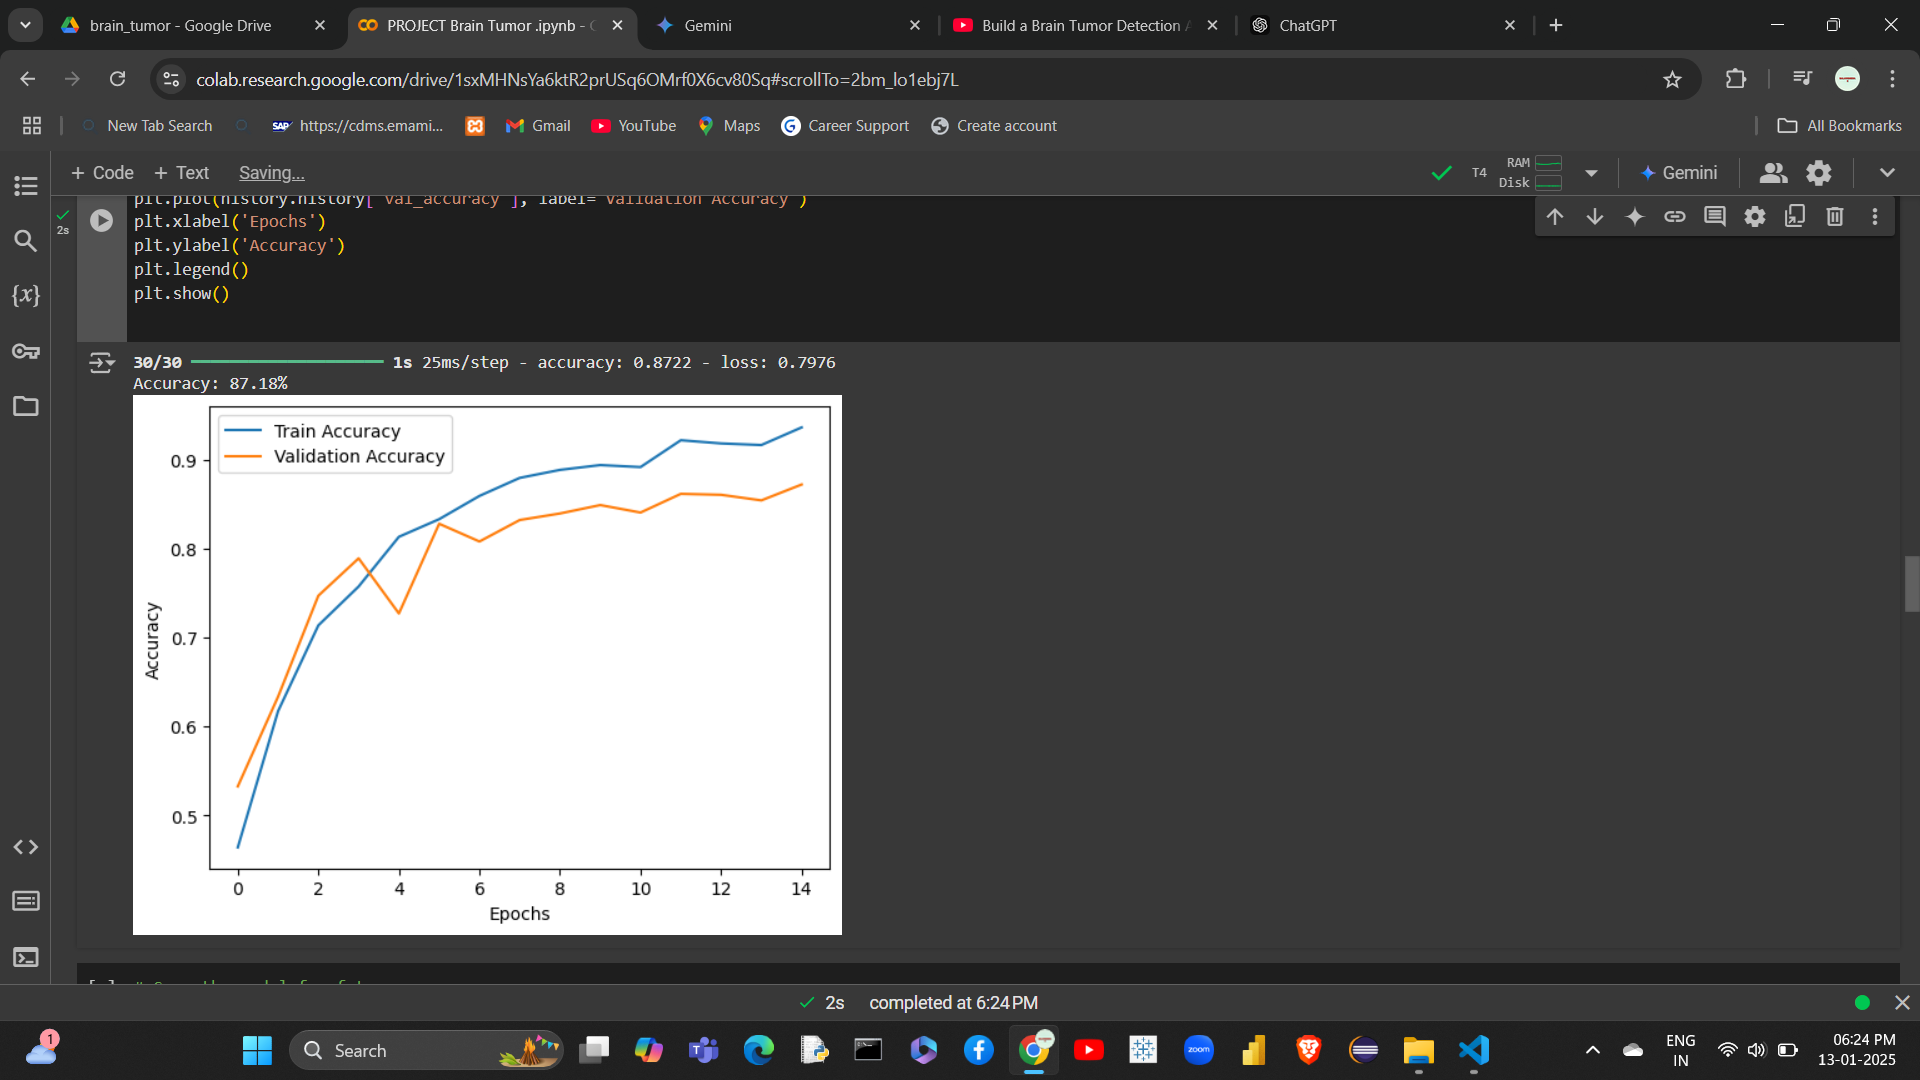 brain_tumor - Google Drive
PROJECT Brain Tumor .ipynb - C
Gemini
Build a Brain Tumor Detection A
ChatGPT
colab.research.google.com/drive/1sxMHNsYa6ktR2prUSq6OMrf0X6cv80Sq#scrollTo=2bm_lo1ebj7L
New Tab Search
SAP https://cdms.emami...
Gmail
YouTube
Maps
Career Support
Create account
All Bookmarks
+ Code + Text Saving...
T4 RAM
Disk
Gemini
2s
plt.plot(history.history['val_accuracy'], label='Validation Accuracy')
plt.xlabel('Epochs')
plt.ylabel('Accuracy')
plt.legend()
plt.show()
30/30 1s 25ms/step - accuracy: 0.8722 - loss: 0.7976
Accuracy: 87.18%
Train Accuracy
Validation Accuracy
0.9
0.8
0.7
0.6
0.5
Accuracy
0 2 4 6 8 10 12 14
Epochs
2s completed at 6:24 PM
1
Search
zoom
ENG
IN
06:24 PM
13-01-2025